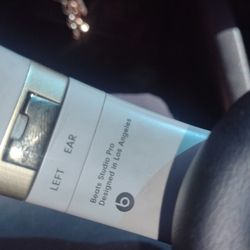 LEFT EAR
Beats Studio Pro
Designed in Los Angeles